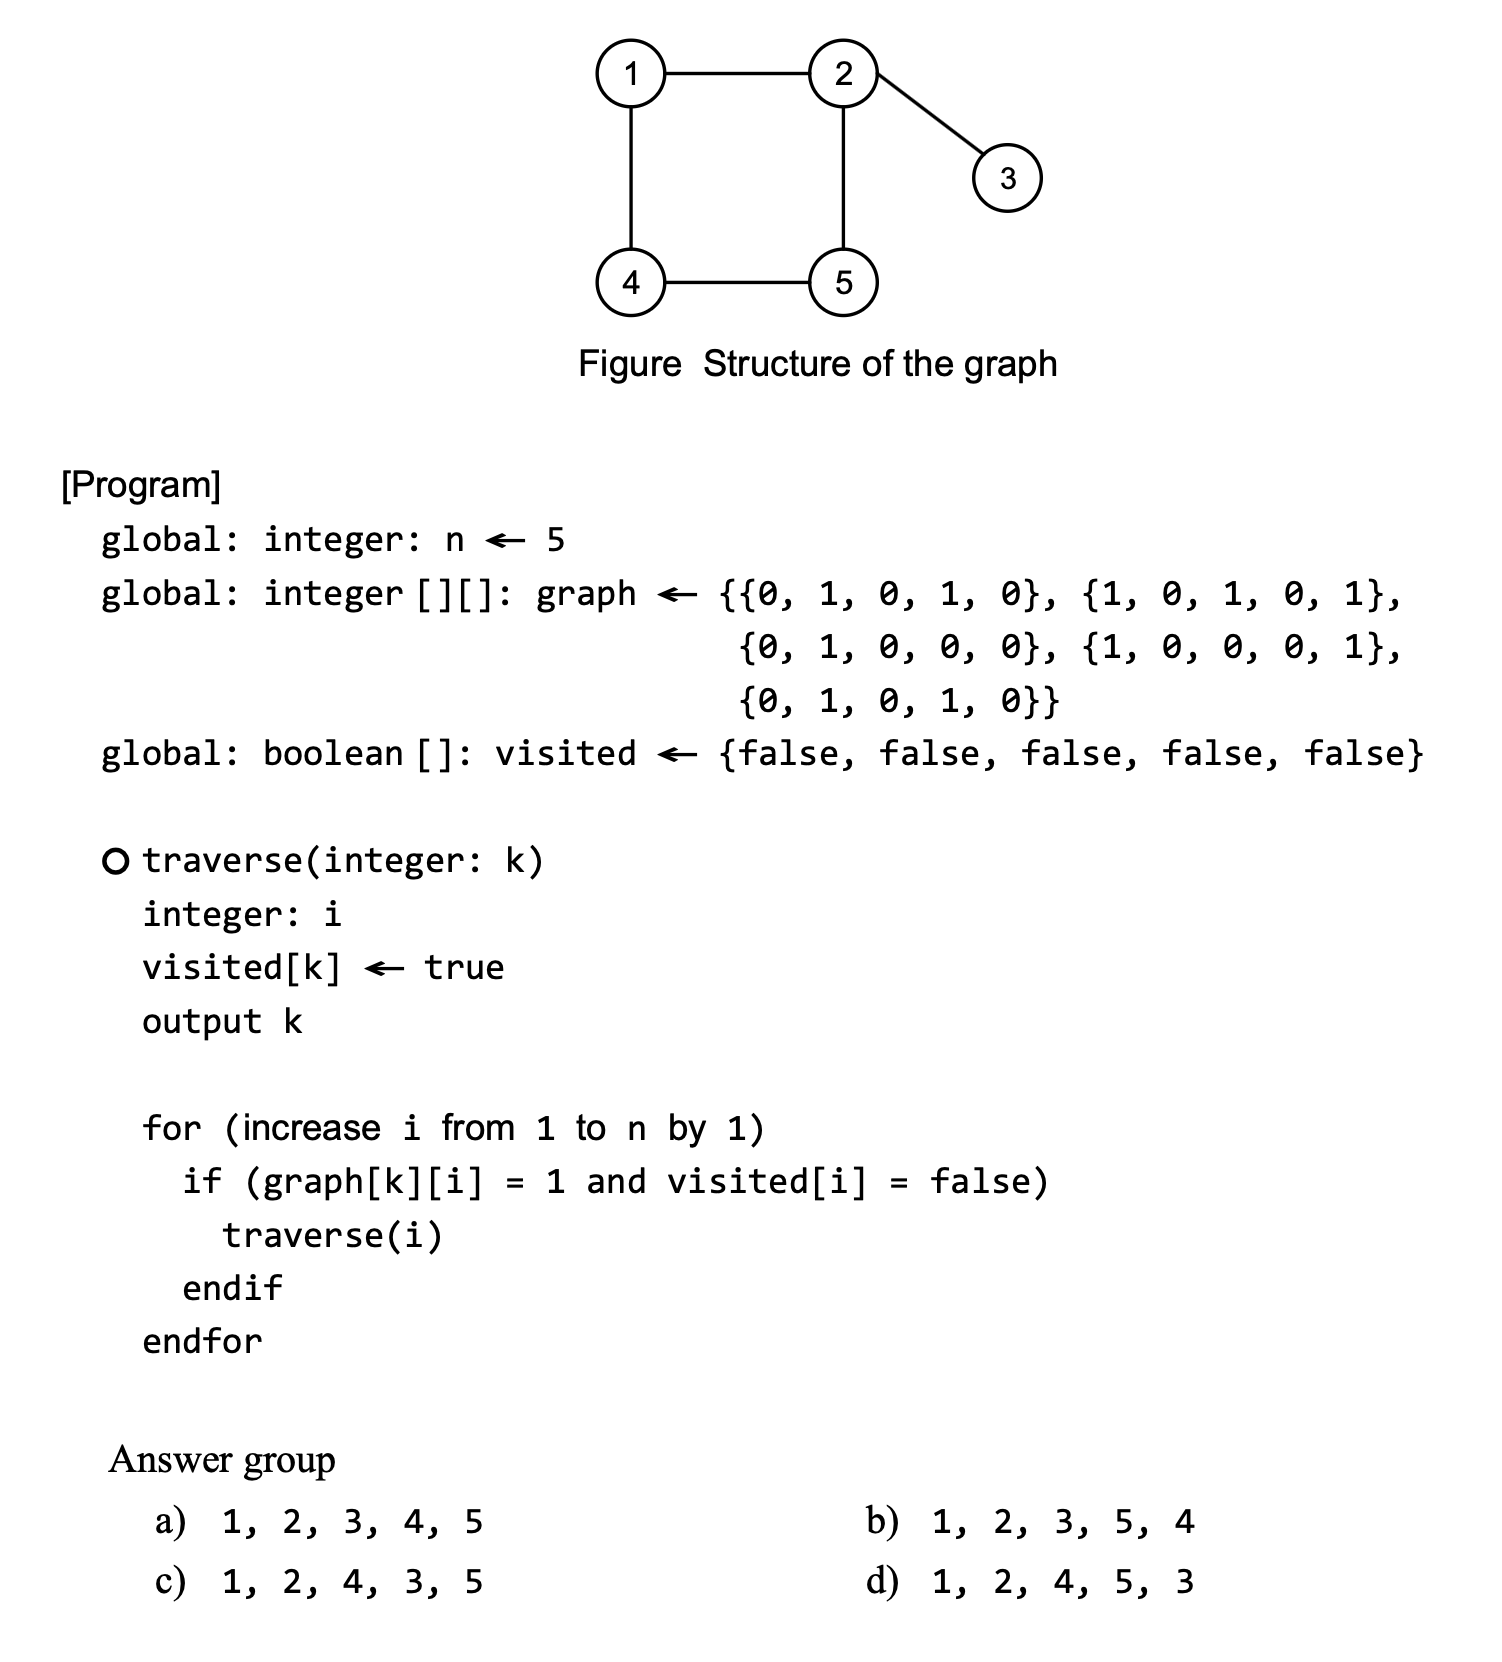 1
2
3
4
5
Figure Structure of the graph
[Program]
global: integer: n ← 5
global: integer [][]: graph ← {{0, 1, 0, 1, 0}, {1, 0, 1, 0, 1},
{0, 1, 0, 0, 0}, {1, 0, 0, 0, 1},
{0, 1, 0, 1, 0}}
global: boolean []: visited ← {false, false, false, false, false}
○ traverse(integer: k)
integer: i
visited[k] ← true
output k
for (increase i from 1 to n by 1)
if (graph[k][i] = 1 and visited[i] = false)
traverse(i)
endif
endfor
Answer group
a) 1, 2, 3, 4, 5 b) 1, 2, 3, 5, 4
c) 1, 2, 4, 3, 5 d) 1, 2, 4, 5, 3